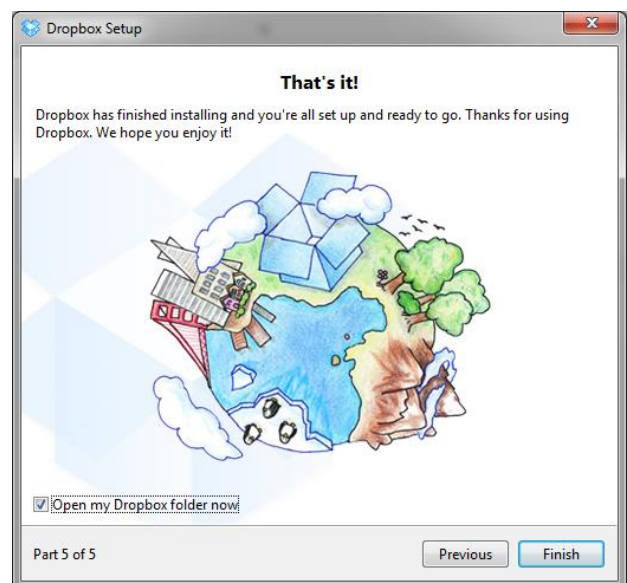 Dropbox Setup
That's it!
Dropbox has finished installing and you're all set up and ready to go. Thanks for using
Dropbox. We hope you enjoy it!
Open my Dropbox folder now
Part 5 of 5
Previous
Finish